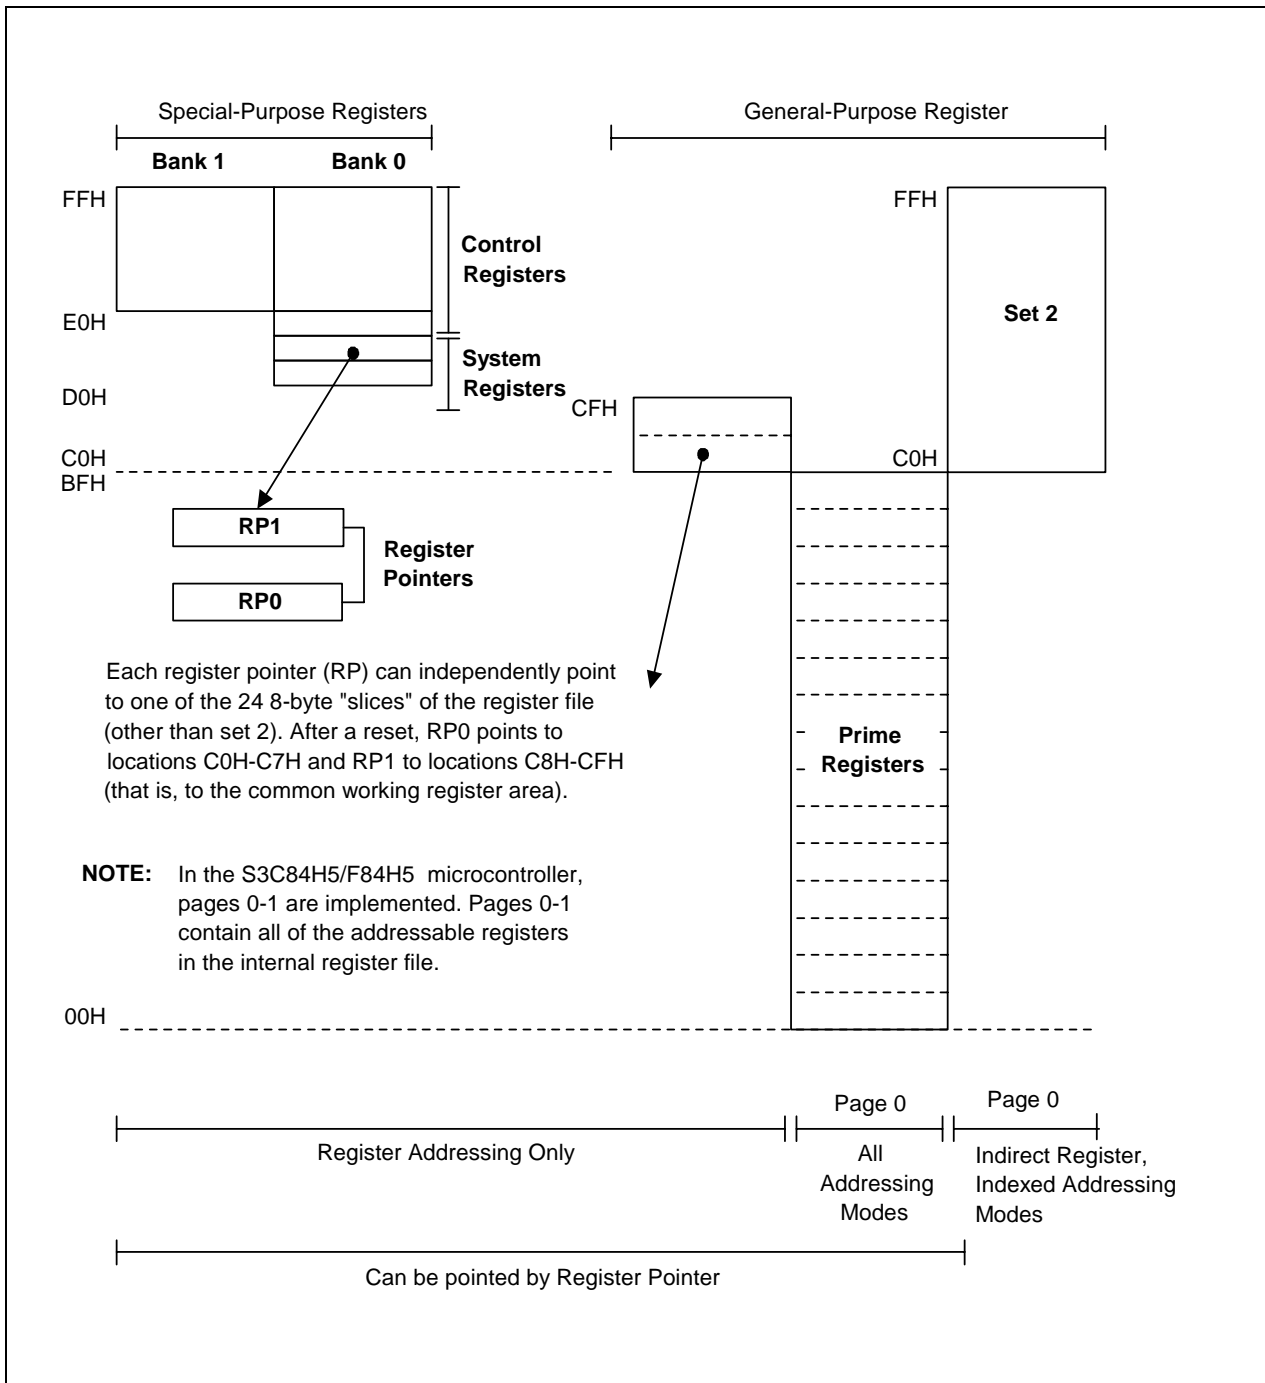 Special-Purpose Registers
General-Purpose Register
Bank 1
Bank 0
FFH
FFH
Control
Registers
Set 2
E0H
System
Registers
D0H
CFH
C0H
C0H
BFH
RP1
Register
Pointers
RP0
Each register pointer (RP) can independently point
to one of the 24 8-byte "slices" of the register file
(other than set 2). After a reset, RP0 points to
locations C0H-C7H and RP1 to locations C8H-CFH
(that is, to the common working register area).
Prime
Registers
NOTE: In the S3C84H5/F84H5 microcontroller,
pages 0-1 are implemented. Pages 0-1
contain all of the addressable registers
in the internal register file.
00H
Page 0
Page 0
Register Addressing Only
All
Addressing
Modes
Indirect Register,
Indexed Addressing
Modes
Can be pointed by Register Pointer